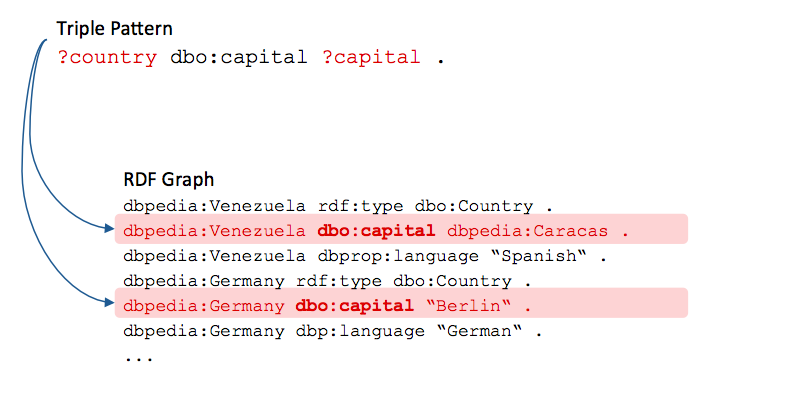 Triple Pattern
?country dbo:capital ?capital .
RDF Graph
dbpedia:Venezuela rdf:type dbo:Country .
dbpedia:Venezuela dbo:capital dbpedia:Caracas .
dbpedia:Venezuela dbprop:language “Spanish“ .
dbpedia:Germany rdf:type dbo:Country .
dbpedia:Germany dbo:capital “Berlin“ .
dbpedia:Germany dbp:language “German“ .
...